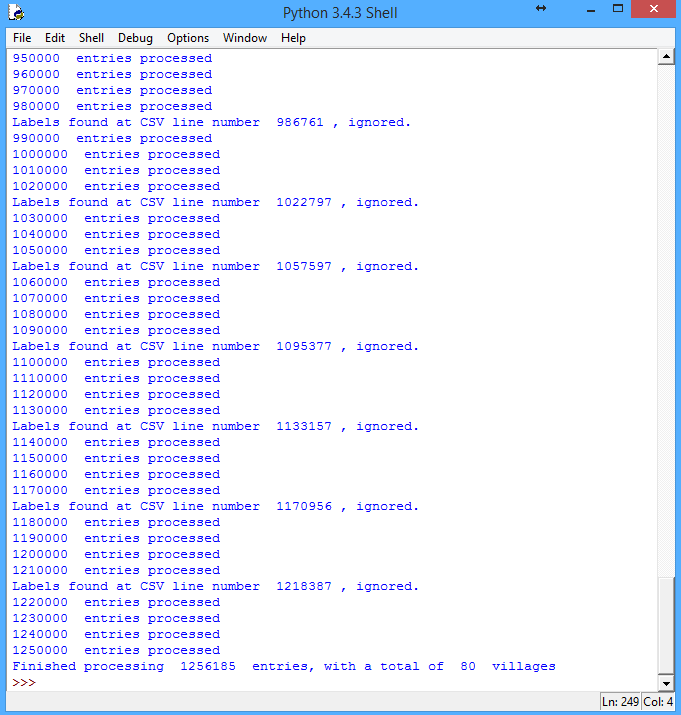 Python 3.4.3 Shell
File Edit Shell Debug Options Window Help
950000  entries processed
960000  entries processed
970000  entries processed
980000  entries processed
Labels found at CSV line number  986761 , ignored.
990000  entries processed
1000000  entries processed
1010000  entries processed
1020000  entries processed
Labels found at CSV line number  1022797 , ignored.
1030000  entries processed
1040000  entries processed
1050000  entries processed
Labels found at CSV line number  1057597 , ignored.
1060000  entries processed
1070000  entries processed
1080000  entries processed
1090000  entries processed
Labels found at CSV line number  1095377 , ignored.
1100000  entries processed
1110000  entries processed
1120000  entries processed
1130000  entries processed
Labels found at CSV line number  1133157 , ignored.
1140000  entries processed
1150000  entries processed
1160000  entries processed
1170000  entries processed
Labels found at CSV line number  1170956 , ignored.
1180000  entries processed
1190000  entries processed
1200000  entries processed
1210000  entries processed
Labels found at CSV line number  1218387 , ignored.
1220000  entries processed
1230000  entries processed
1240000  entries processed
1250000  entries processed
Finished processing  1256185  entries, with a total of  80  villages
>>>
Ln: 249 Col: 4